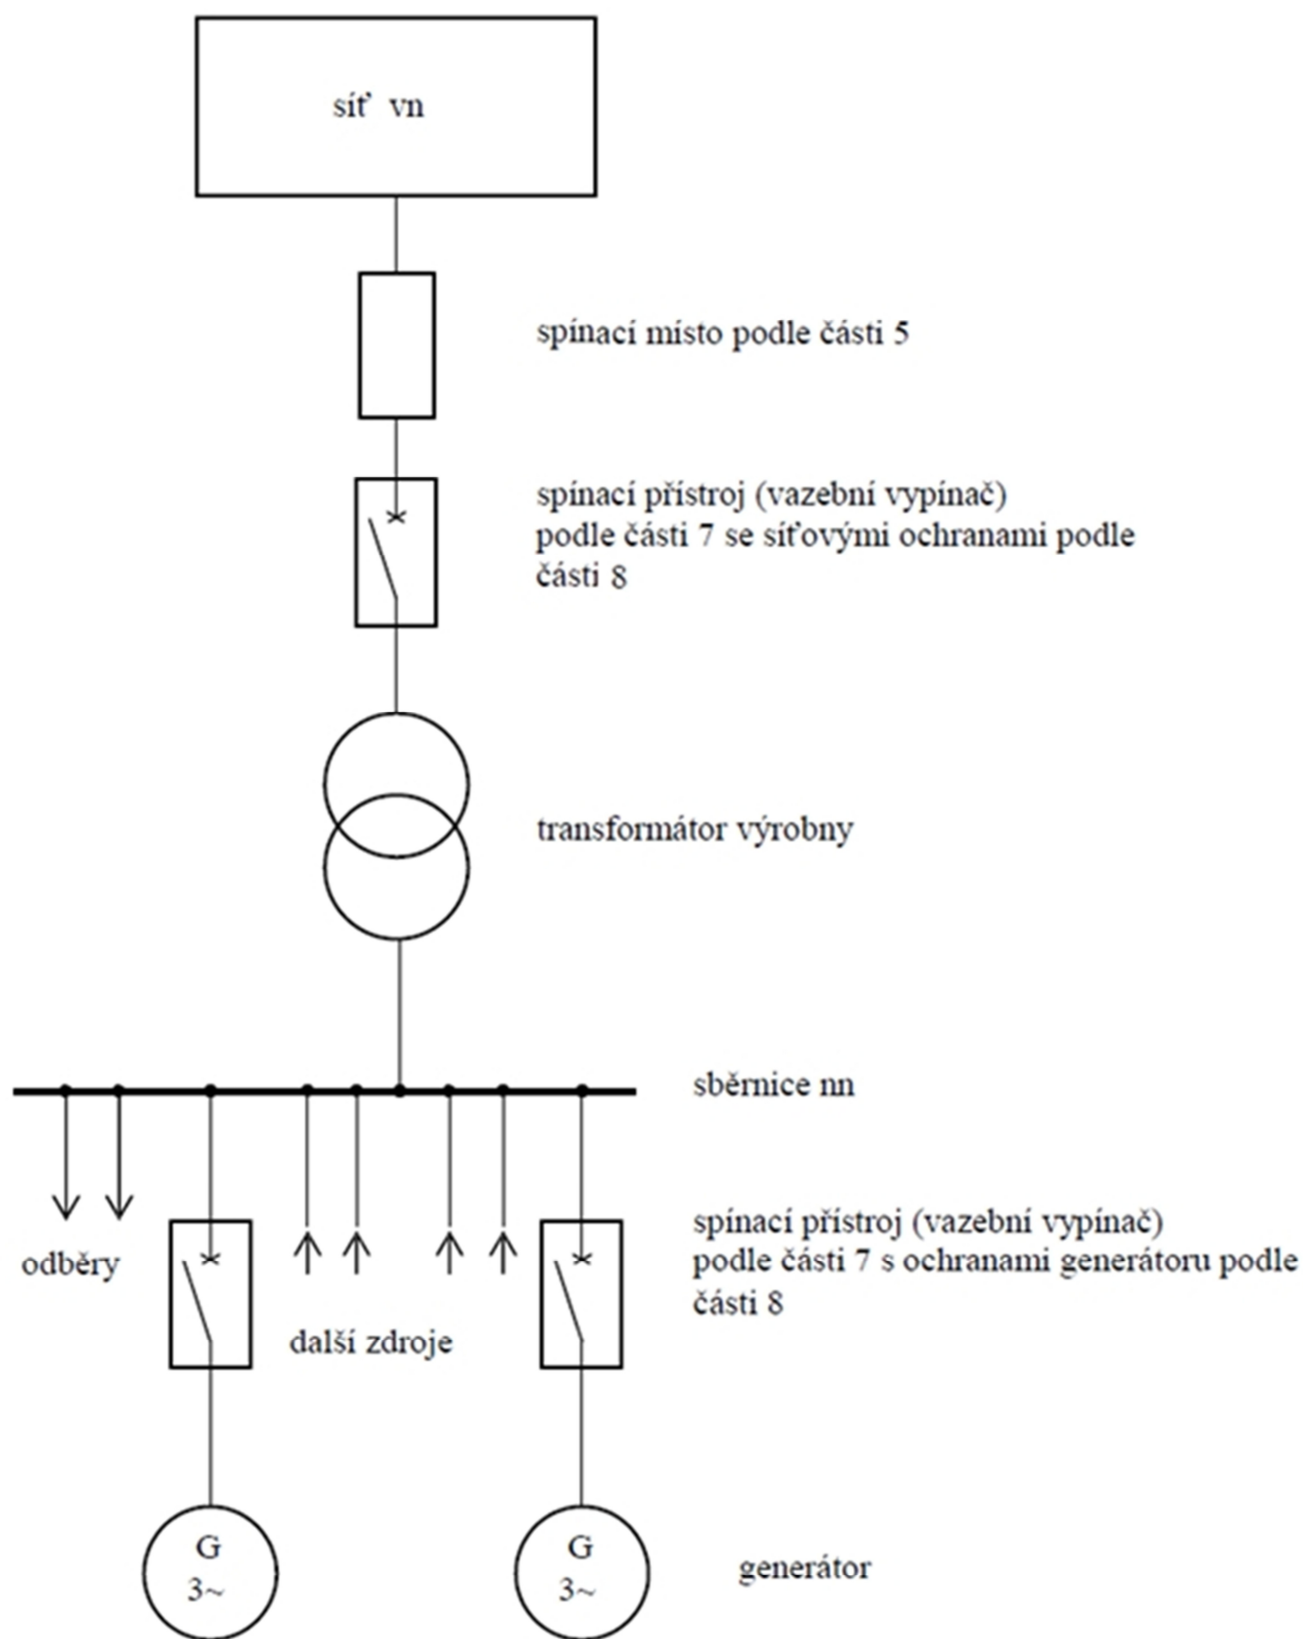 síť vn
spínací místo podle části 5
spínací přístroj (vazební vypínač)
podle části 7 se síťovými ochranami podle
části 8
transformátor výrobny
sběrnice nn
spínací přístroj (vazební vypínač)
podle části 7 s ochranami generátoru podle
části 8
odběry
další zdroje
G
3~
G
3~
generátor